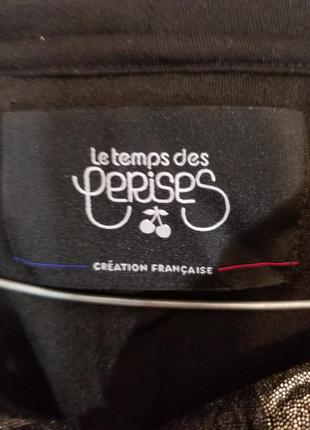 Le temps des
CERISES
CRÉATION FRANÇAISE